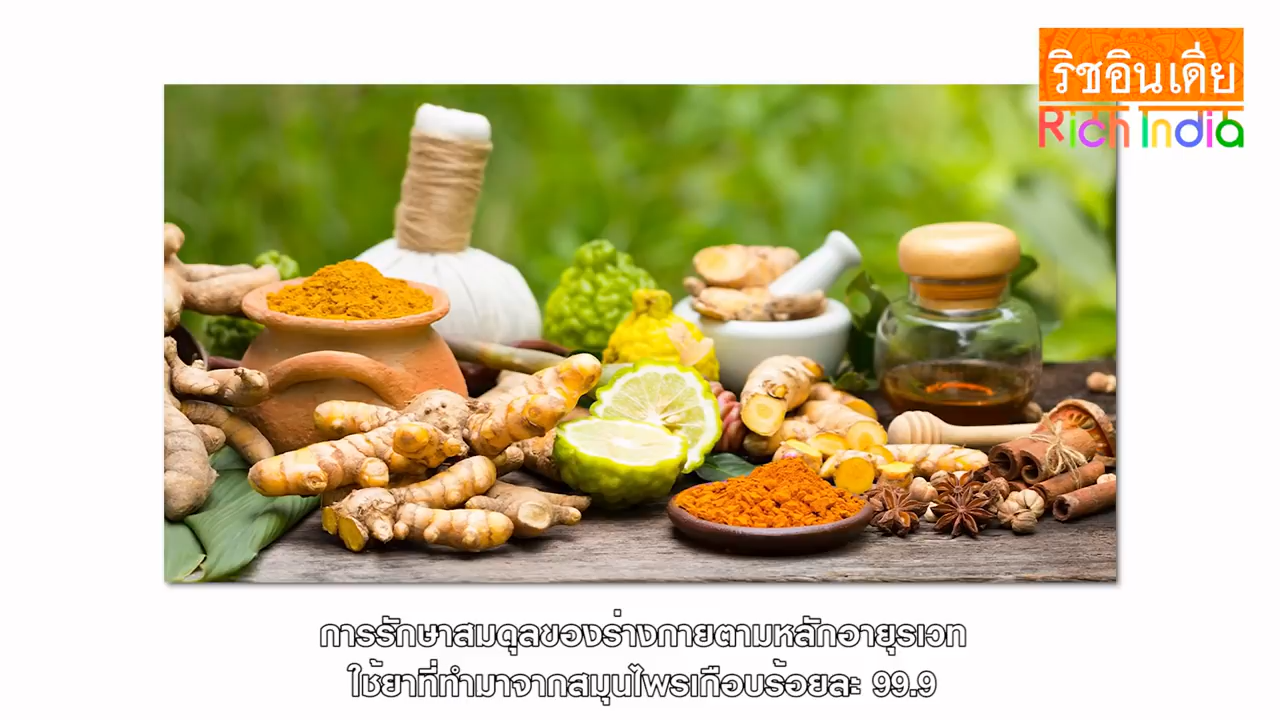 ริชอินเดีย
Rich India
การรักษาสมดุลของร่างกายตามหลักอายุรเวท
ใช้ยาที่ทำมาจากสมุนไพรเกือบร้อยละ 99.9